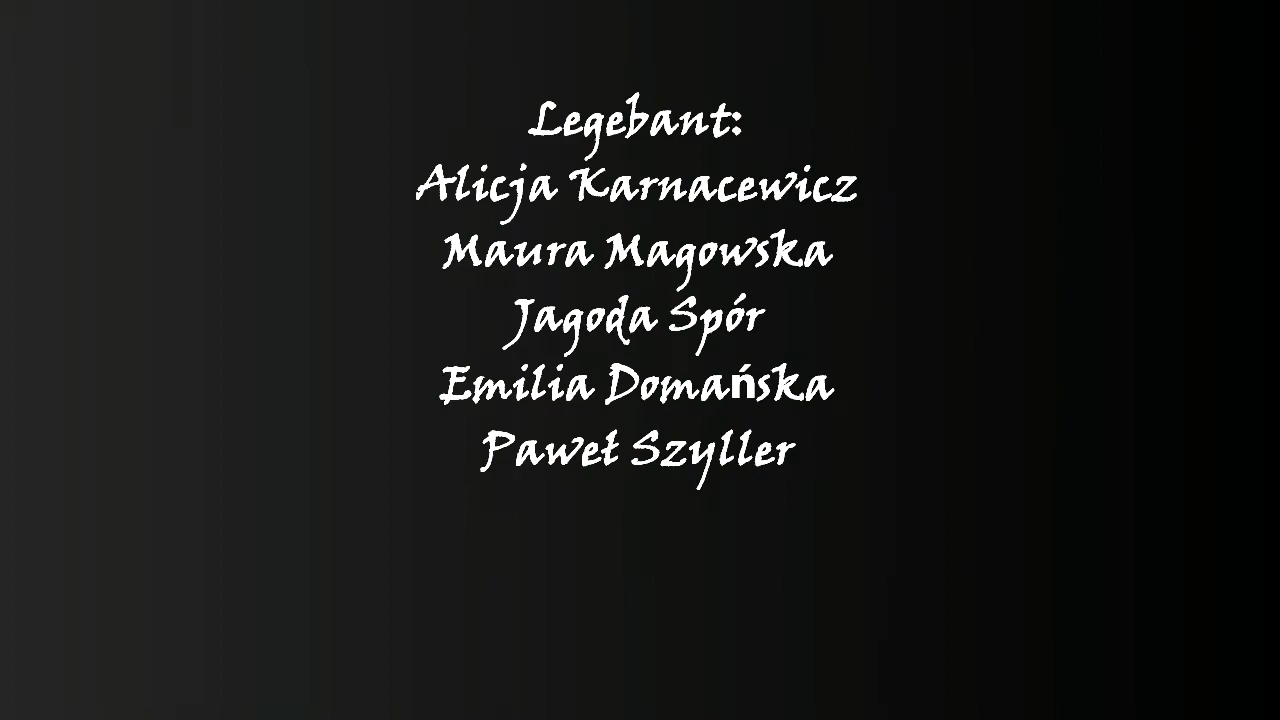 Legebant:
Alicja Karnacewicz
Maura Magowska
Jagoda Spór
Emilia Domańska
Paweł Szyller